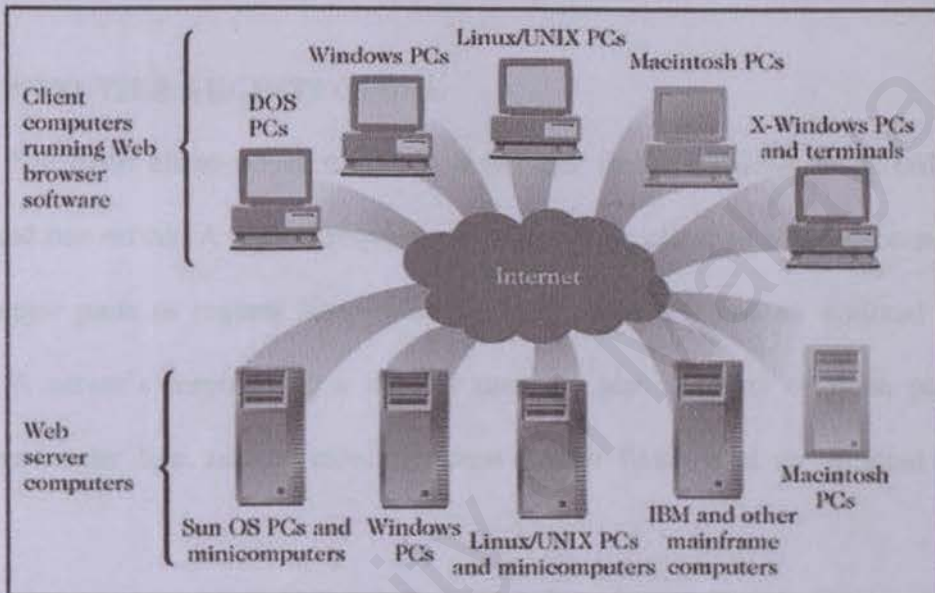 Client
computers
running Web
browser
software
DOS
PCs
Windows PCs
Linux/UNIX PCs
Macintosh PCs
X-Windows PCs
and terminals
Internet
Web
server
computers
Sun OS PCs and
minicomputers
Windows
PCs
Linux/UNIX PCs
and minicomputers
IBM and other
mainframe
computers
Macintosh
PCs